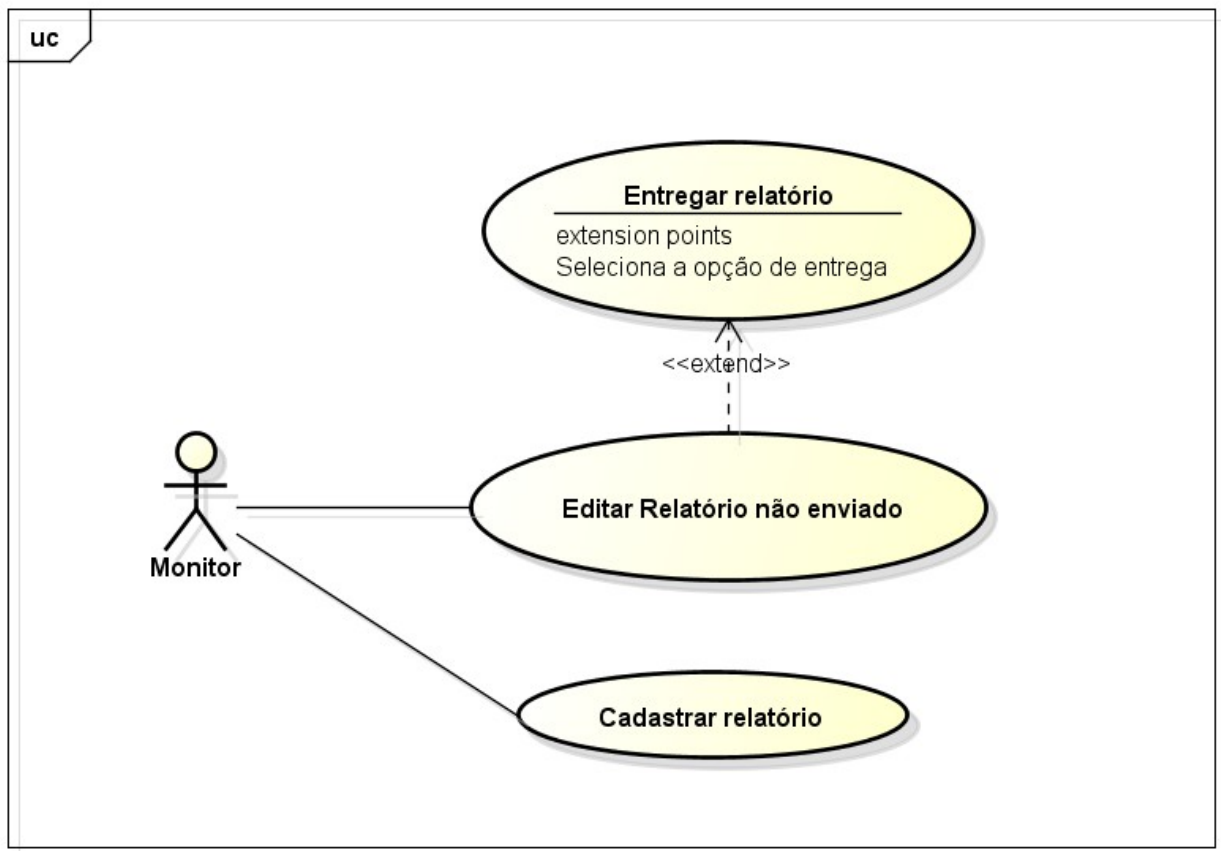 uc
Entregar relatório
extension points
Seleciona a opção de entrega
<<extend>>
Editar Relatório não enviado
Monitor
Cadastrar relatório